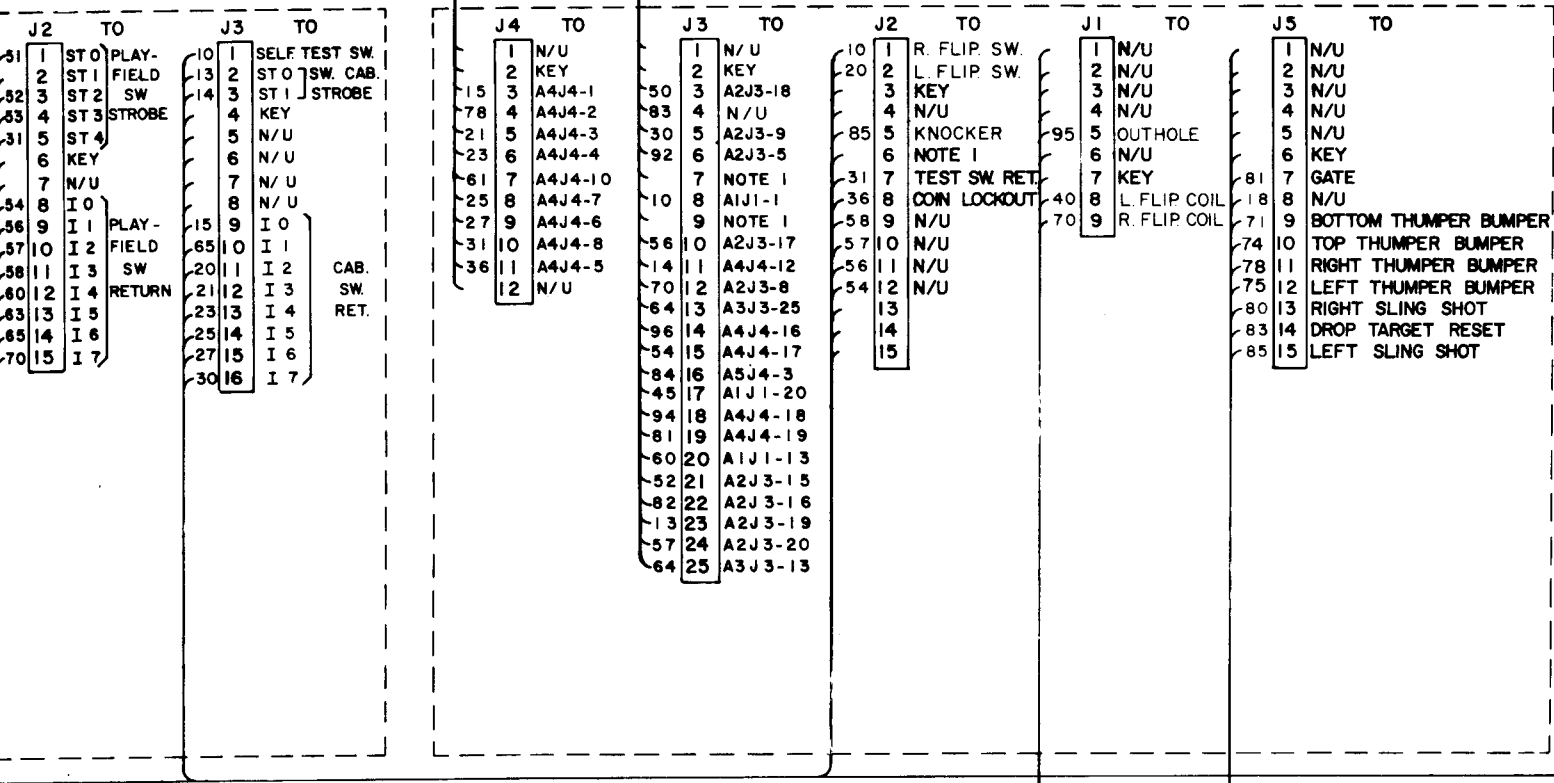 J2 TO
51 1 ST 0 PLAY-
2 ST 1 FIELD
52 3 ST 2 SW
53 4 ST 3 STROBE
31 5 ST 4
6 KEY
7 N/U
54 8 I 0
56 9 I 1 PLAY-
57 10 I 2 FIELD
58 11 I 3 SW
60 12 I 4 RETURN
63 13 I 5
65 14 I 6
70 15 I 7
J3 TO
10 1 SELF TEST SW.
13 2 ST 0 SW. CAB.
14 3 ST 1 STROBE
4 KEY
5 N/U
6 N/U
7 N/U
8 N/U
15 9 I 0
65 10 I 1
20 11 I 2 CAB.
21 12 I 3 SW.
23 13 I 4 RET.
25 14 I 5
27 15 I 6
30 16 I 7
J4 TO
1 N/U
2 KEY
15 3 A4J4-1
78 4 A4J4-2
21 5 A4J4-3
23 6 A4J4-4
61 7 A4J4-10
25 8 A4J4-7
27 9 A4J4-6
31 10 A4J4-8
36 11 A4J4-5
12 N/U
J3 TO
1 N/U
2 KEY
50 3 A2J3-18
83 4 N/U
30 5 A2J3-9
92 6 A2J3-5
7 NOTE 1
10 8 A1J1-1
9 NOTE 1
56 10 A2J3-17
14 11 A4J4-12
70 12 A2J3-8
64 13 A3J3-25
96 14 A4J4-16
54 15 A4J4-17
84 16 A5J4-3
45 17 A1J1-20
94 18 A4J4-18
81 19 A4J4-19
60 20 A1J1-13
52 21 A2J3-15
82 22 A2J3-16
13 23 A2J3-19
57 24 A2J3-20
64 25 A3J3-13
J2 TO
10 1 R. FLIP. SW.
20 2 L. FLIP. SW.
3 KEY
4 N/U
85 5 KNOCKER
6 NOTE 1
31 7 TEST SW. RET.
36 8 COIN LOCKOUT
58 9 N/U
57 10 N/U
56 11 N/U
54 12 N/U
13
14
15
J1 TO
1 N/U
2 N/U
3 N/U
4 N/U
95 5 OUTHOLE
6 N/U
7 KEY
40 8 L. FLIP. COIL
70 9 R. FLIP. COIL
J5 TO
1 N/U
2 N/U
3 N/U
4 N/U
5 N/U
6 KEY
81 7 GATE
18 8 N/U
71 9 BOTTOM THUMPER BUMPER
74 10 TOP THUMPER BUMPER
78 11 RIGHT THUMPER BUMPER
75 12 LEFT THUMPER BUMPER
80 13 RIGHT SLING SHOT
83 14 DROP TARGET RESET
85 15 LEFT SLING SHOT